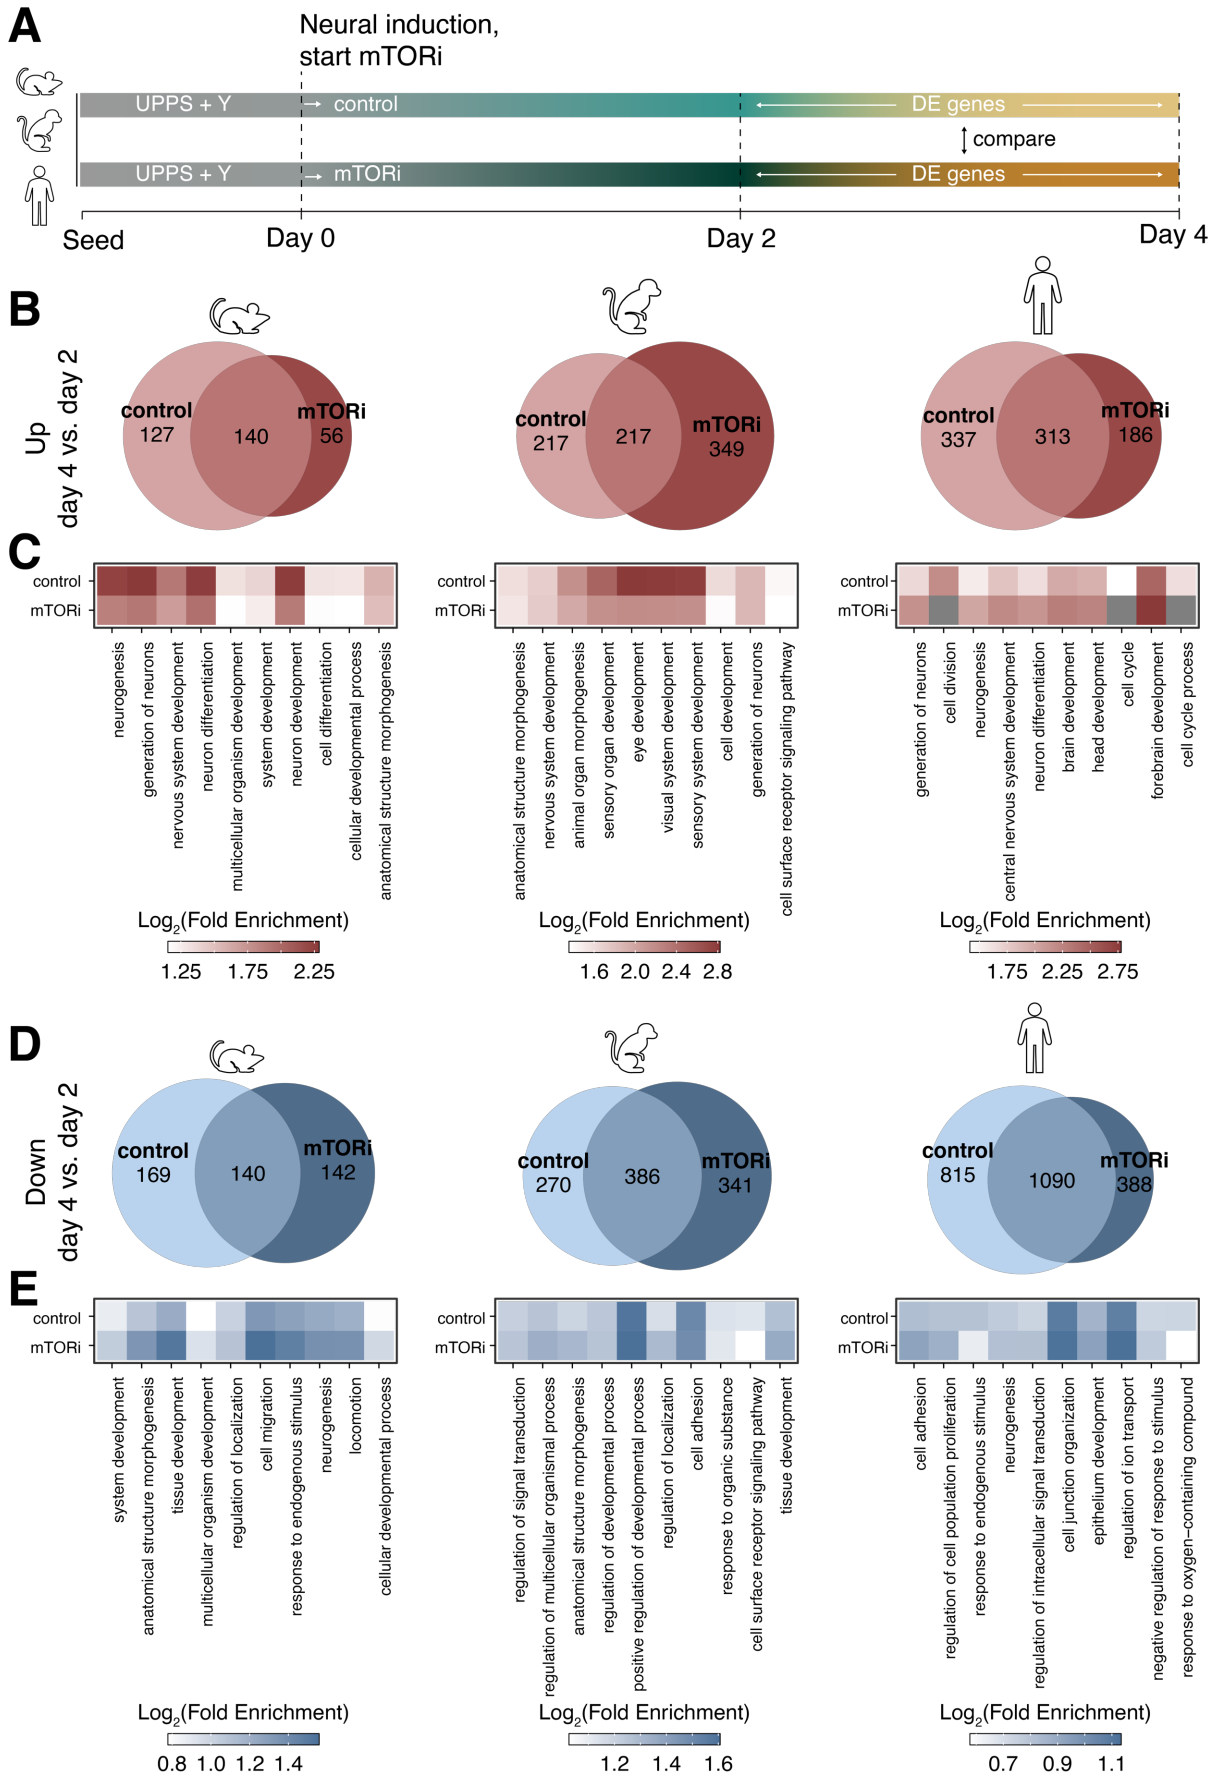 A
Neural induction,
start mTORi
UPPS + Y
control
DE genes
compare
UPPS + Y
mTORi
DE genes
Seed
Day 0
Day 2
Day 4
B
Up
day 4 vs. day 2
control
127
140
mTORi
56
control
217
217
mTORi
349
control
337
313
mTORi
186
C
control
mTORi
neurogenesis
generation of neurons
nervous system development
neuron differentiation
multicellular organism development
system development
neuron development
cell differentiation
cellular developmental process
anatomical structure morphogenesis
Log2(Fold Enrichment)
1.25 1.75 2.25
control
mTORi
anatomical structure morphogenesis
nervous system development
animal organ morphogenesis
sensory organ development
eye development
visual system development
sensory system development
cell development
generation of neurons
cell surface receptor signaling pathway
Log2(Fold Enrichment)
1.6 2.0 2.4 2.8
control
mTORi
generation of neurons
cell division
neurogenesis
central nervous system development
neuron differentiation
brain development
head development
cell cycle
forebrain development
cell cycle process
Log2(Fold Enrichment)
1.75 2.25 2.75
D
Down
day 4 vs. day 2
control
169
140
mTORi
142
control
270
386
mTORi
341
control
815
1090
mTORi
388
E
control
mTORi
system development
anatomical structure morphogenesis
tissue development
multicellular organism development
regulation of localization
cell migration
response to endogenous stimulus
neurogenesis
locomotion
cellular developmental process
Log2(Fold Enrichment)
0.8 1.0 1.2 1.4
control
mTORi
regulation of signal transduction
regulation of multicellular organismal process
anatomical structure morphogenesis
regulation of developmental process
positive regulation of developmental process
regulation of localization
cell adhesion
response to organic substance
cell surface receptor signaling pathway
tissue development
Log2(Fold Enrichment)
1.2 1.4 1.6
control
mTORi
cell adhesion
regulation of cell population proliferation
response to endogenous stimulus
neurogenesis
regulation of intracellular signal transduction
cell junction organization
epithelium development
regulation of ion transport
negative regulation of response to stimulus
response to oxygen−containing compound
Log2(Fold Enrichment)
0.7 0.9 1.1